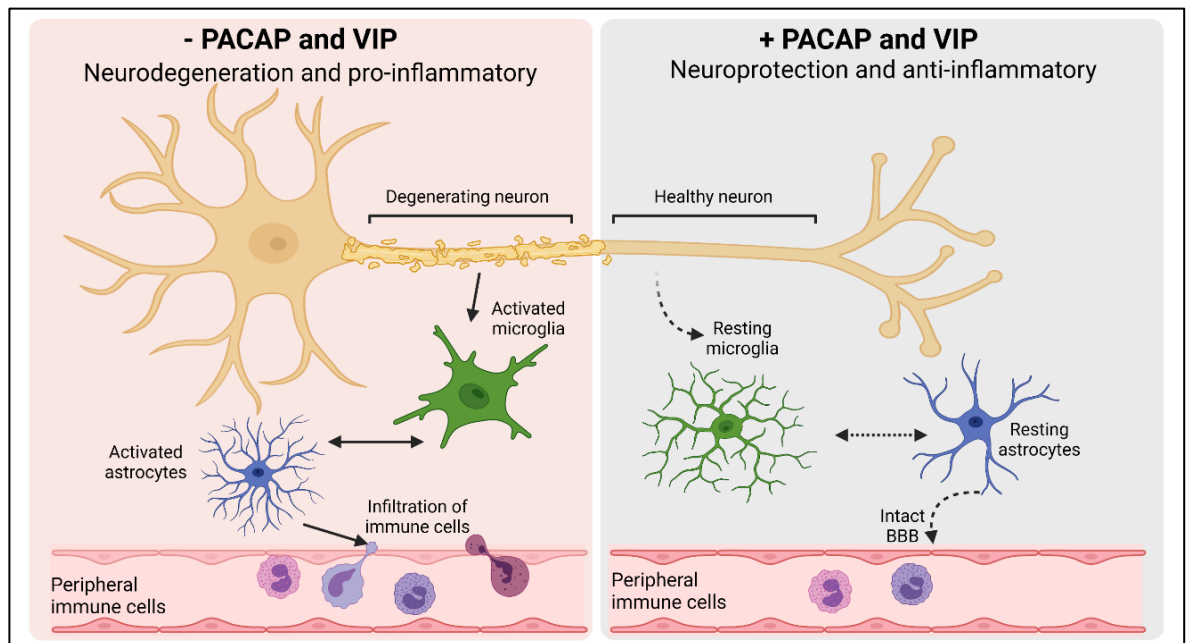 - PACAP and VIP
Neurodegeneration and pro-inflammatory
Degenerating neuron
Activated
microglia
Activated
astrocytes
Infiltration of
immune cells
Peripheral
immune cells
+ PACAP and VIP
Neuroprotection and anti-inflammatory
Healthy neuron
Resting
microglia
Resting
astrocytes
Intact
BBB
Peripheral
immune cells